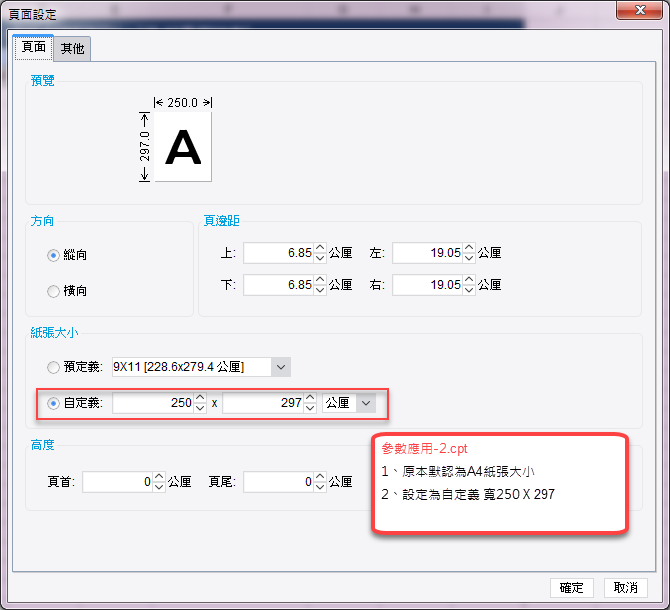 頁面設定
頁面 其他
預覽
250.0
297.0
A
方向
縱向
橫向
頁邊距
上: 6.85 公厘 左: 19.05 公厘
下: 6.85 公厘 右: 19.05 公厘
紙張大小
預定義: 9X11 [228.6x279.4 公厘]
自定義: 250 x 297 公厘
高度
頁首: 0 公厘 頁尾: 0 公厘
參數應用-2.cpt
1、原本默認為A4紙張大小
2、設定為自定義 寬250 X 297
確定 取消